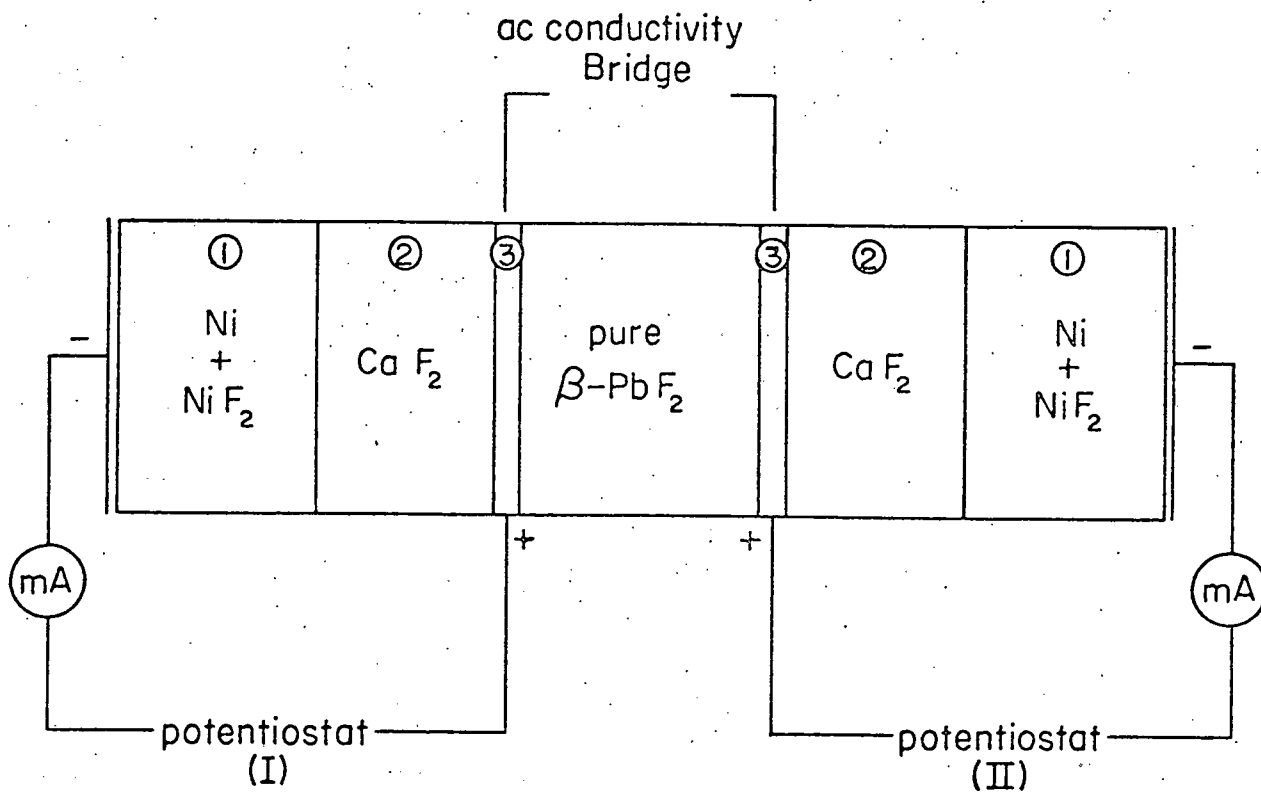 ac conductivity
Bridge
① ② ③ ③ ② ①
Ni
+
NiF₂
CaF₂
pure
β-PbF₂
CaF₂
Ni
+
NiF₂
-
-
+ +
mA
mA
potentiostat
(I)
potentiostat
(II)